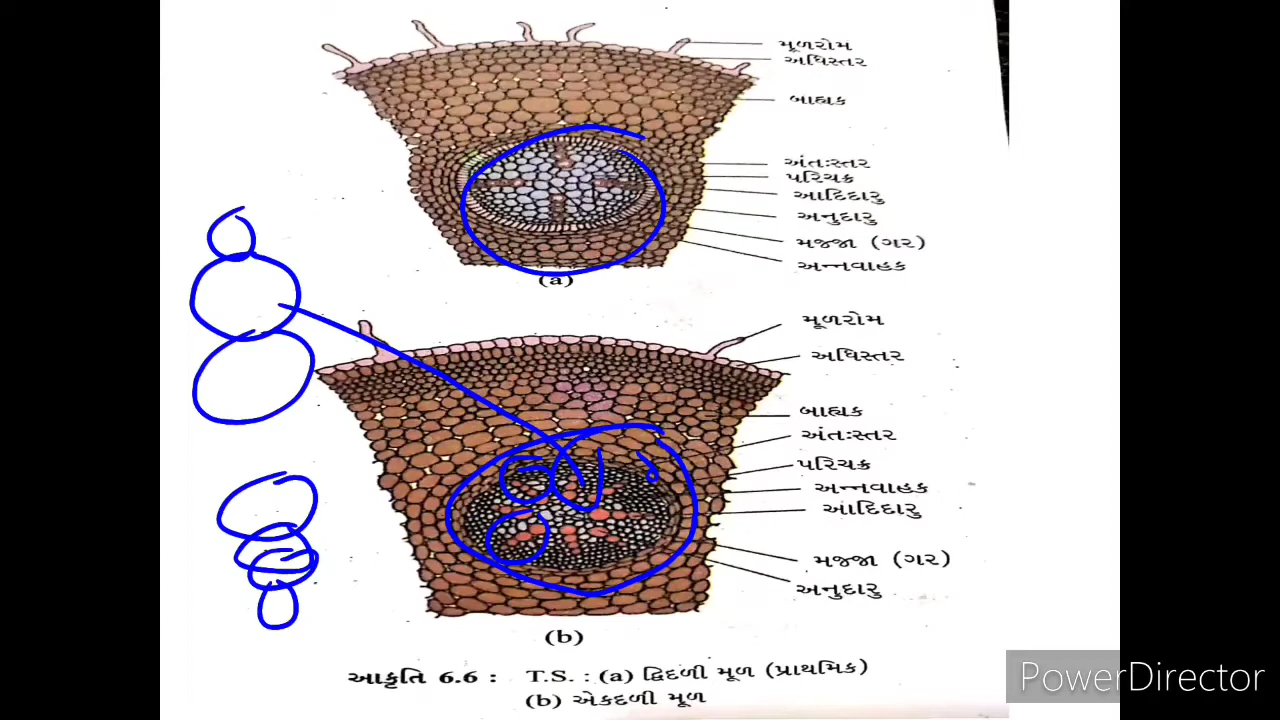 મૂળરોમ
અધિસ્તર
બાહ્યક
અંતઃસ્તર
પરિચક્ર
આદિદારુ
અનુદારુ
મજ્જા (ગર)
અન્નવાહક
(a)
મૂળરોમ
અધિસ્તર
બાહ્યક
અંતઃસ્તર
પરિચક્ર
અન્નવાહક
આદિદારુ
મજ્જા (ગર)
અનુદારુ
(b)
આકૃતિ 6.6 : T.S. : (a) દ્વિદળી મૂળ (પ્રાથમિક)
(b) એકદળી મૂળ
PowerDirector